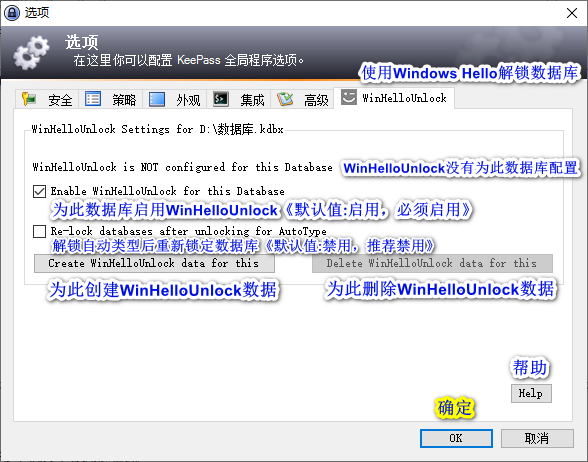 选项
选项
在这里你可以配置 KeePass 全局程序选项。
使用Windows Hello解锁数据库
安全 策略 外观 集成 高级 WinHelloUnlock
WinHelloUnlock Settings for D:\数据库.kdbx
WinHelloUnlock is NOT configured for this Database WinHelloUnlock没有为此数据库配置
Enable WinHelloUnlock for this Database
为此数据库启用WinHelloUnlock《默认值:启用，必须启用》
Re-lock databases after unlocking for AutoType
解锁自动类型后重新锁定数据库《默认值:禁用，推荐禁用》
Create WinHelloUnlock data for this Delete WinHelloUnlock data for this
为此创建WinHelloUnlock数据 为此删除WinHelloUnlock数据
帮助
Help
确定
OK 取消